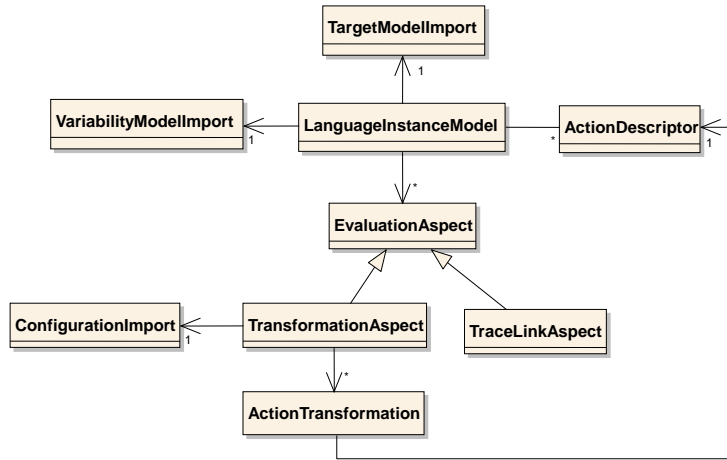 TargetModelImport
1
VariabilityModelImport
1
LanguageInstanceModel
ActionDescriptor
*
1
*
EvaluationAspect
ConfigurationImport
1
TransformationAspect
TraceLinkAspect
*
ActionTransformation